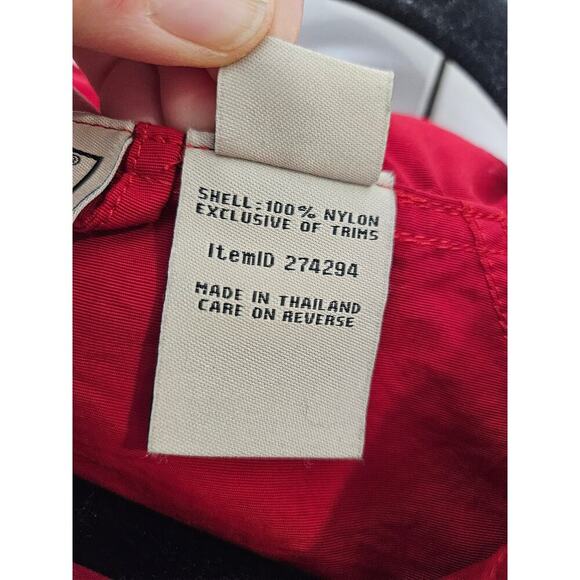 SHELL:100% NYLON
EXCLUSIVE OF TRIMS
ItemID 274294
MADE IN THAILAND
CARE ON REVERSE
®